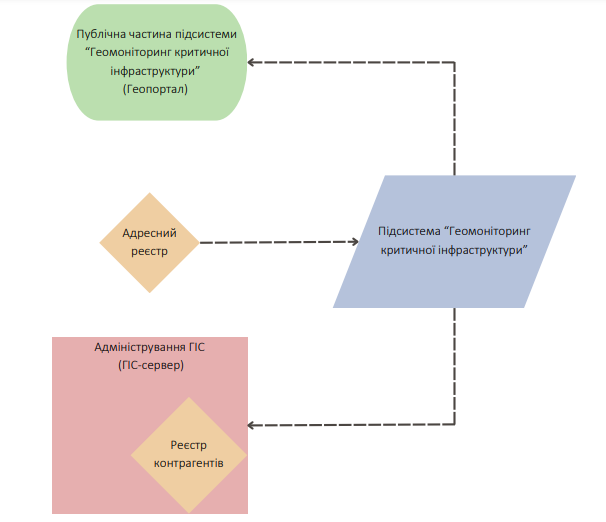 Публічна частина підсистеми
“Геомоніторинг критичної
інфраструктури”
(Геопортал)
Адресний
реєстр
Підсистема “Геомоніторинг
критичної інфраструктури”
Адміністрування ГІС
(ГІС-сервер)
Реєстр
контрагентів